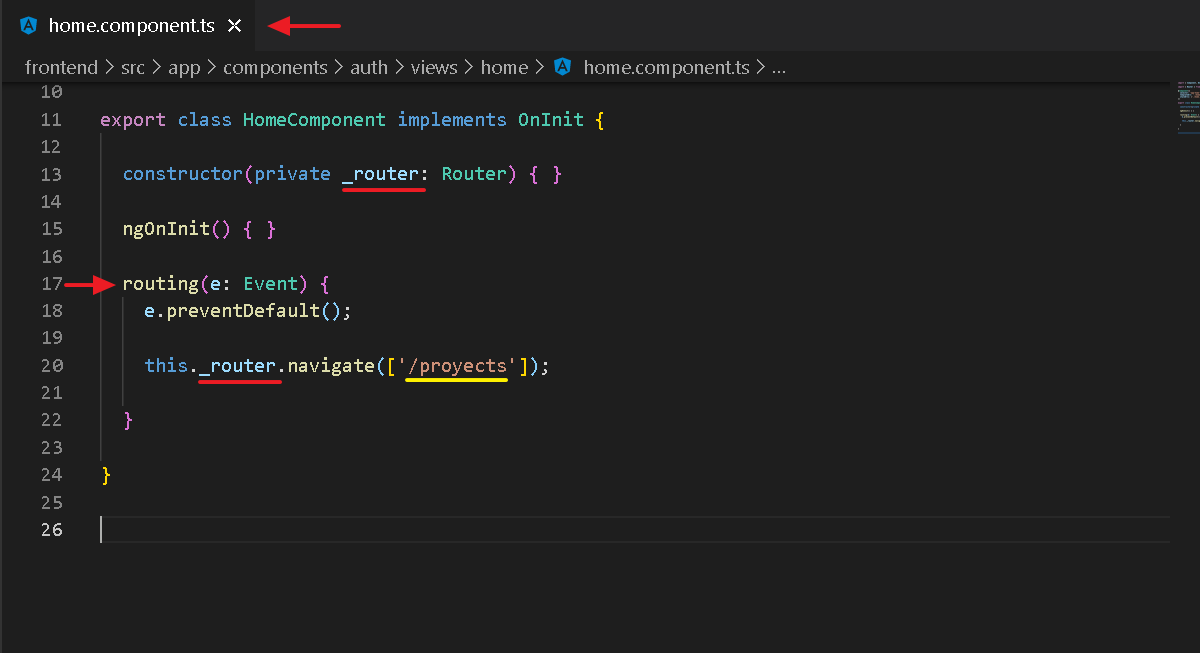 home.component.ts
frontend > src > app > components > auth > views > home > home.component.ts > ...
10
11 export class HomeComponent implements OnInit {
12
13 constructor(private _router: Router) { }
14
15 ngOnInit() { }
16
17 routing(e: Event) {
18 e.preventDefault();
19
20 this._router.navigate(['/proyects']);
21
22 }
23
24 }
25
26